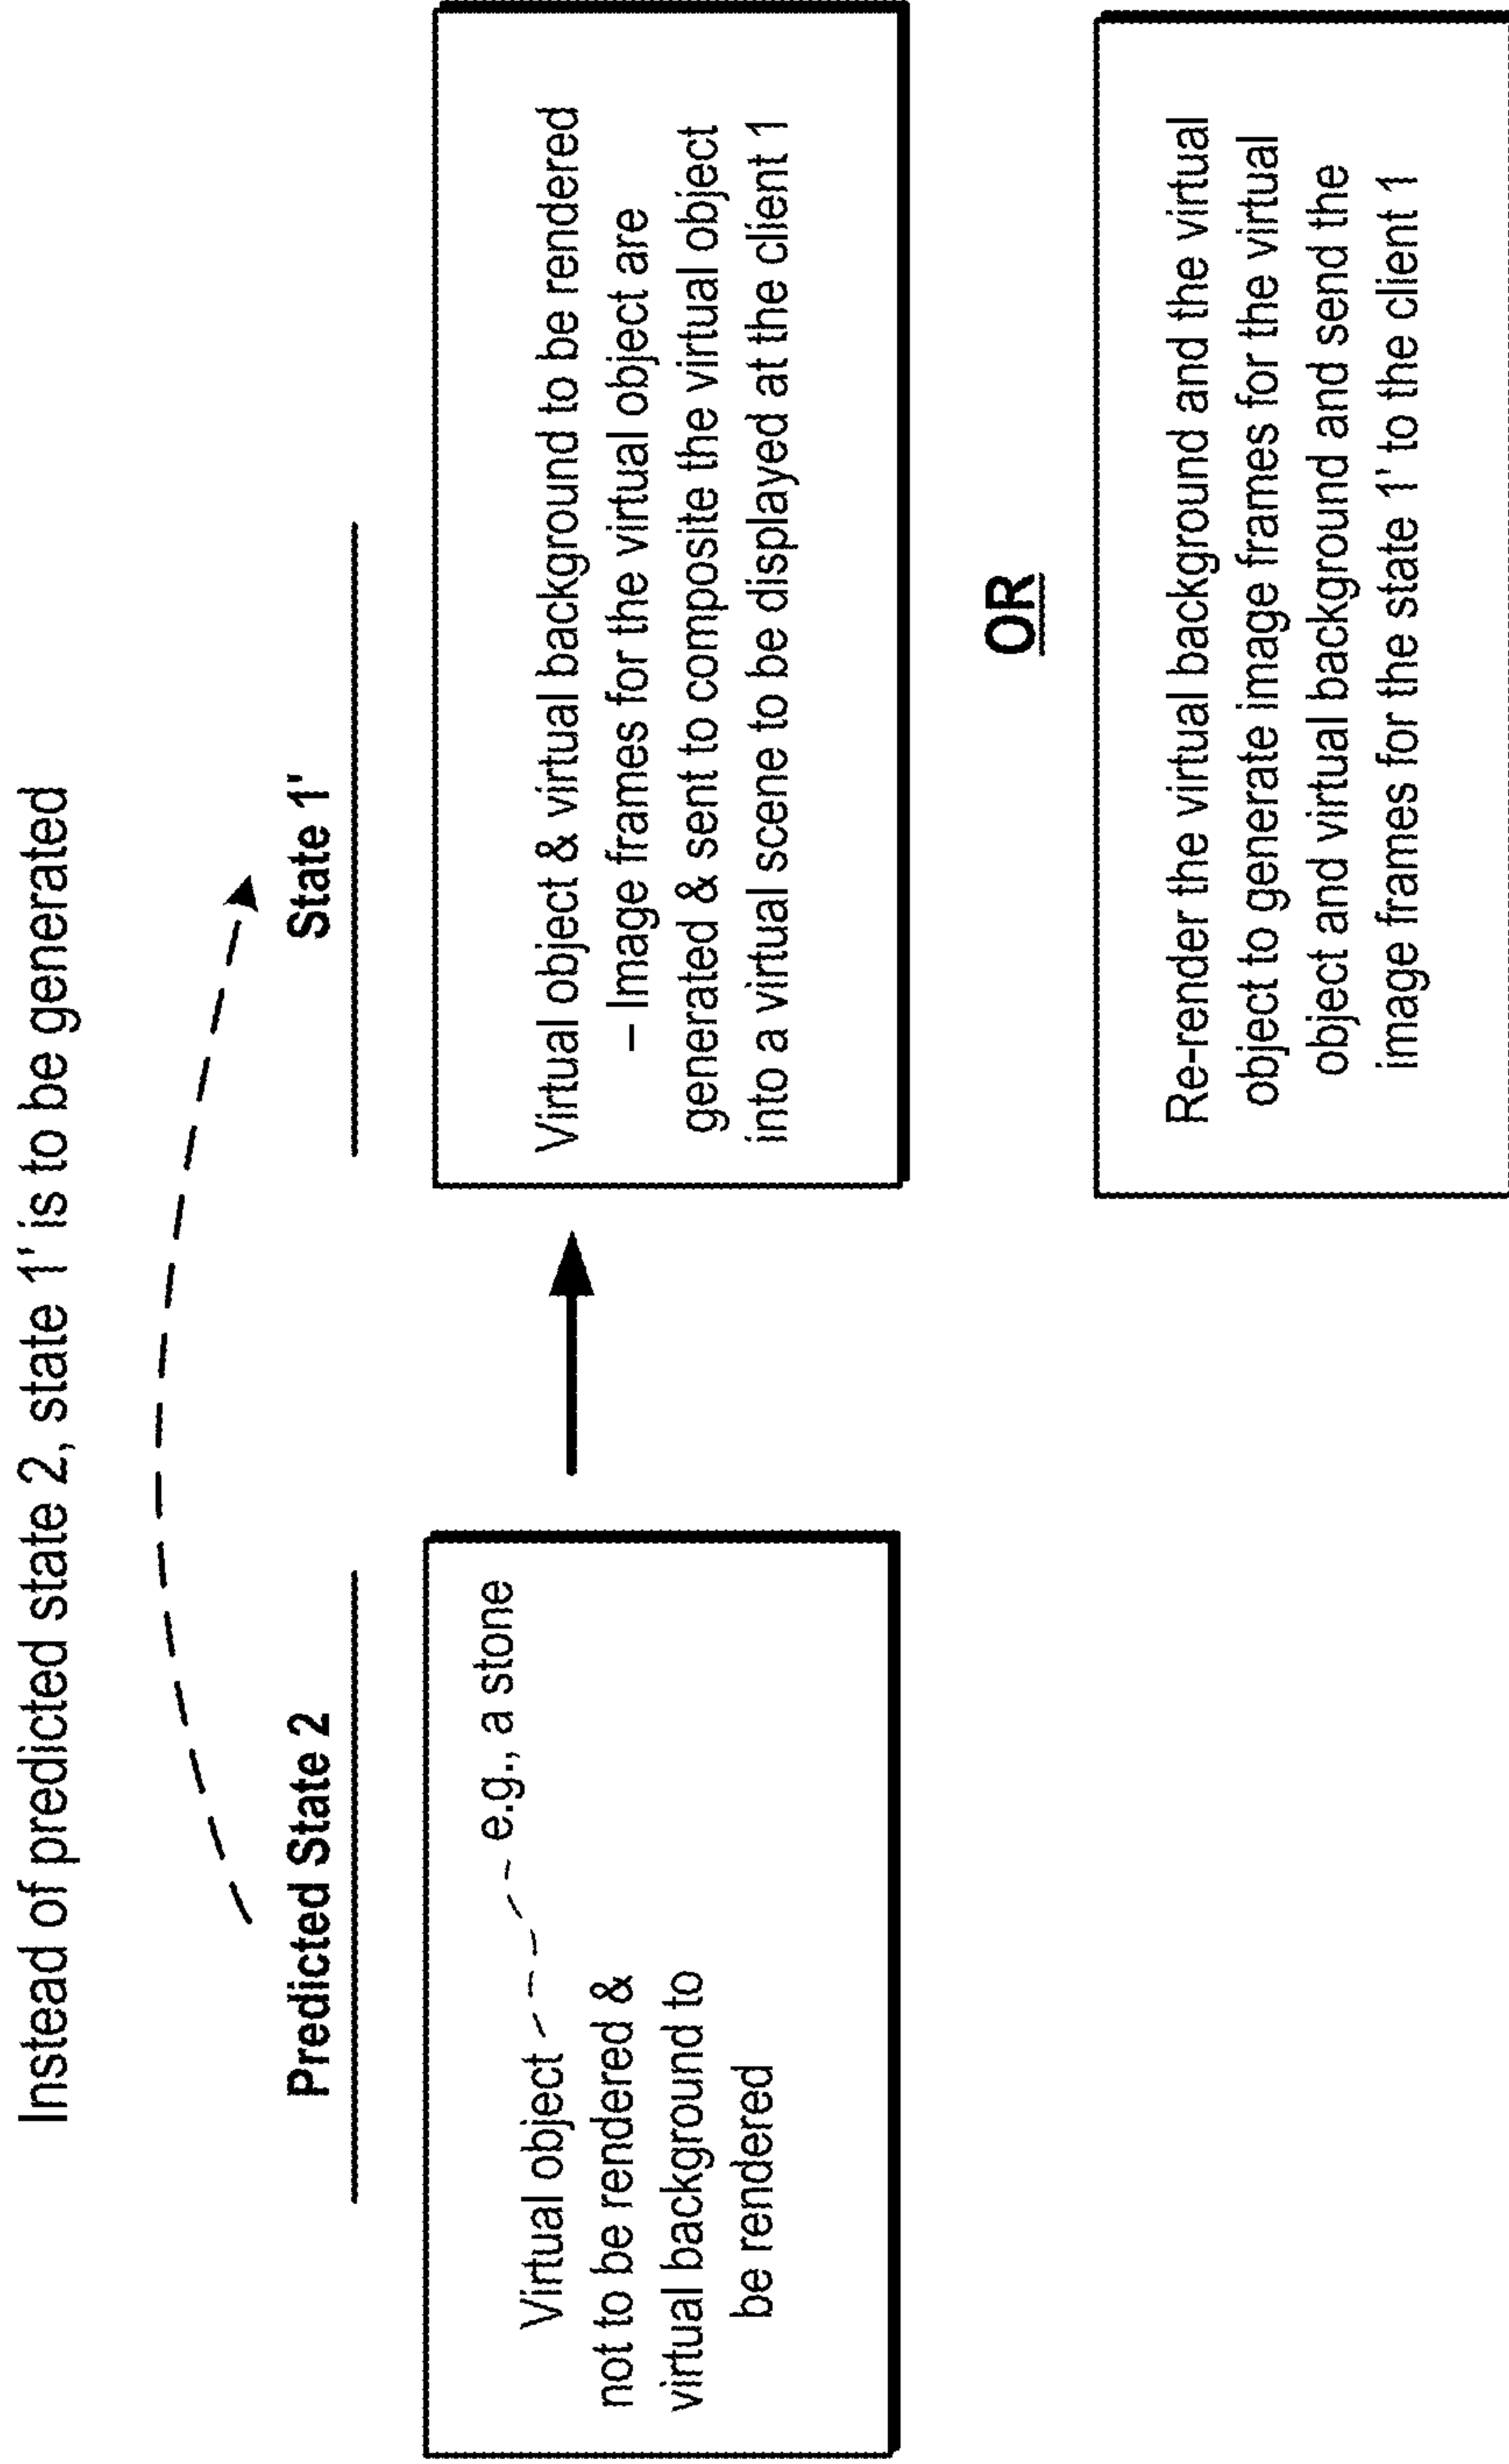 Instead of predicted state 2, state 1' is to be generated
Predicted State 2
State 1'
Virtual object
e.g., a stone
not to be rendered &
virtual background to
be rendered
Virtual object & virtual background to be rendered
– Image frames for the virtual object are
generated & sent to composite the virtual object
into a virtual scene to be displayed at the client 1
OR
Re-render the virtual background and the virtual
object to generate image frames for the virtual
object and virtual background and send the
image frames for the state 1' to the client 1